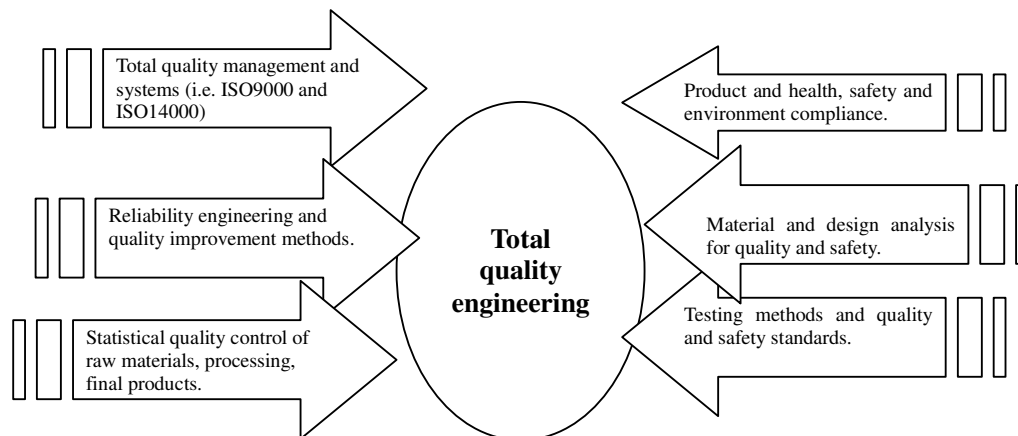 Total quality management and
systems (i.e. ISO9000 and
ISO14000)
Reliability engineering and
quality improvement methods.
Statistical quality control of
raw materials, processing,
final products.
Total
quality
engineering
Product and health, safety and
environment compliance.
Material and design analysis
for quality and safety.
Testing methods and quality
and safety standards.